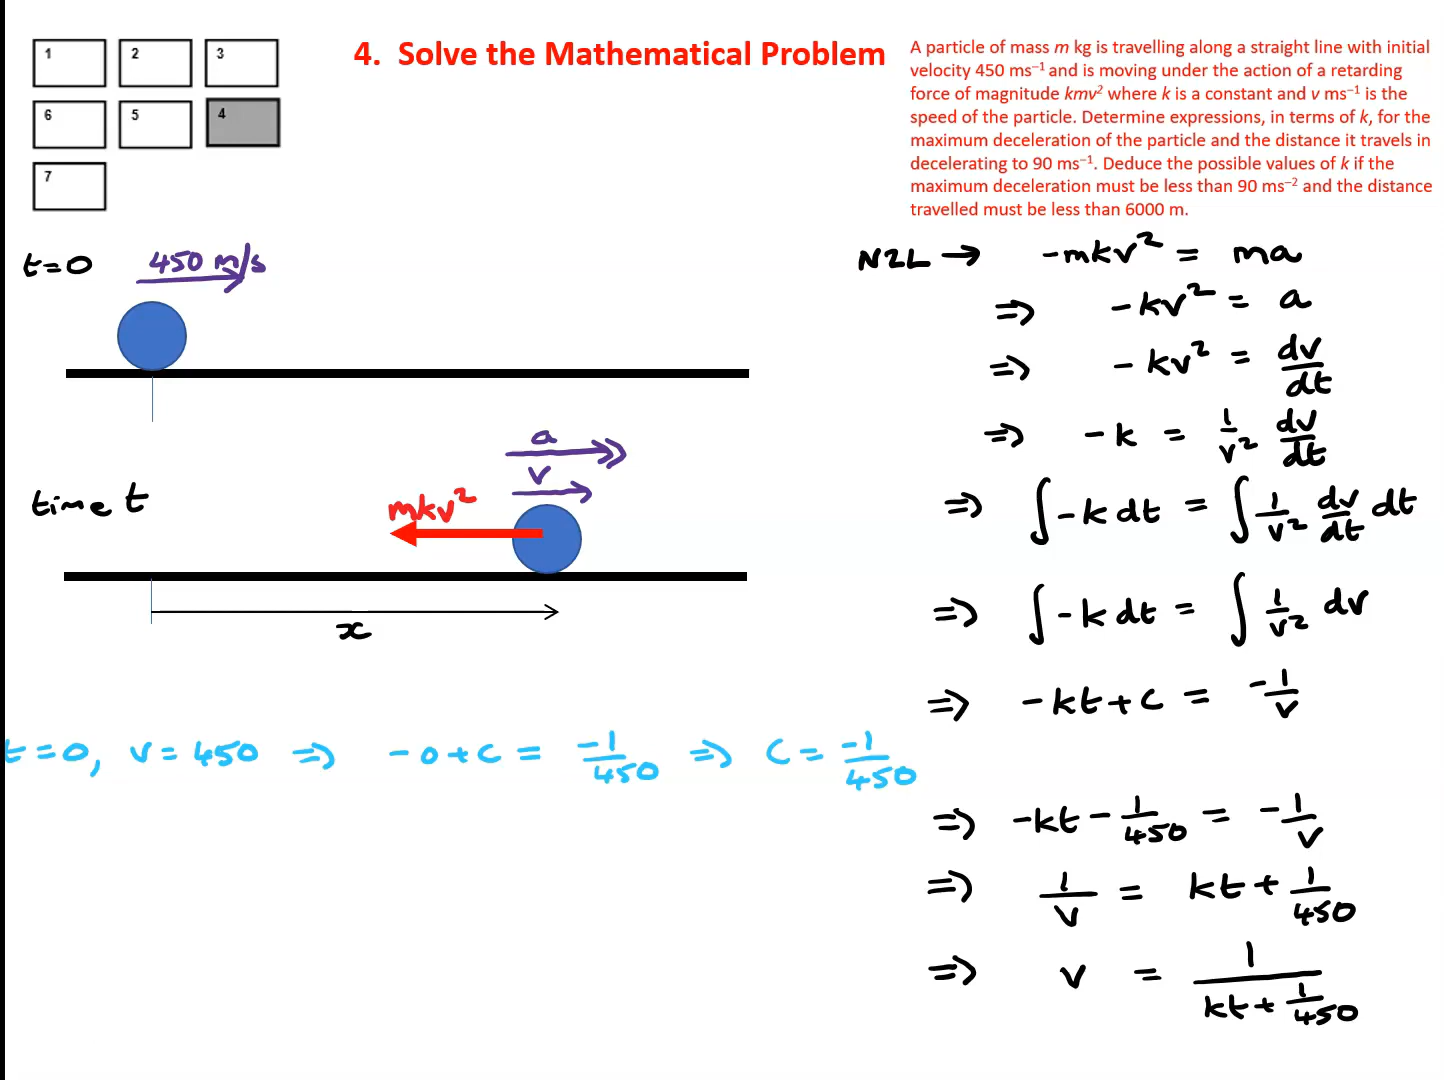 1 2 3
6 5 4
7
4. Solve the Mathematical Problem
A particle of mass m kg is travelling along a straight line with initial
velocity 450 ms⁻¹ and is moving under the action of a retarding
force of magnitude kmv² where k is a constant and v ms⁻¹ is the
speed of the particle. Determine expressions, in terms of k, for the
maximum deceleration of the particle and the distance it travels in
decelerating to 90 ms⁻¹. Deduce the possible values of k if the
maximum deceleration must be less than 90 ms⁻² and the distance
travelled must be less than 6000 m.
t=0
450 m/s
time t
a
v
mkv²
x
N2L → -mkv² = ma
⇒ -kv² = a
⇒ -kv² = dv/dt
⇒ -k = 1/v² dv/dt
⇒ ∫-k dt = ∫ 1/v² dv/dt dt
⇒ ∫-k dt = ∫ 1/v² dv
⇒ -kt + c = -1/v
t=0, v=450 ⇒ -0+c = -1/450 ⇒ c = -1/450
⇒ -kt - 1/450 = -1/v
⇒ 1/v = kt + 1/450
⇒ v = 1/(kt + 1/450)